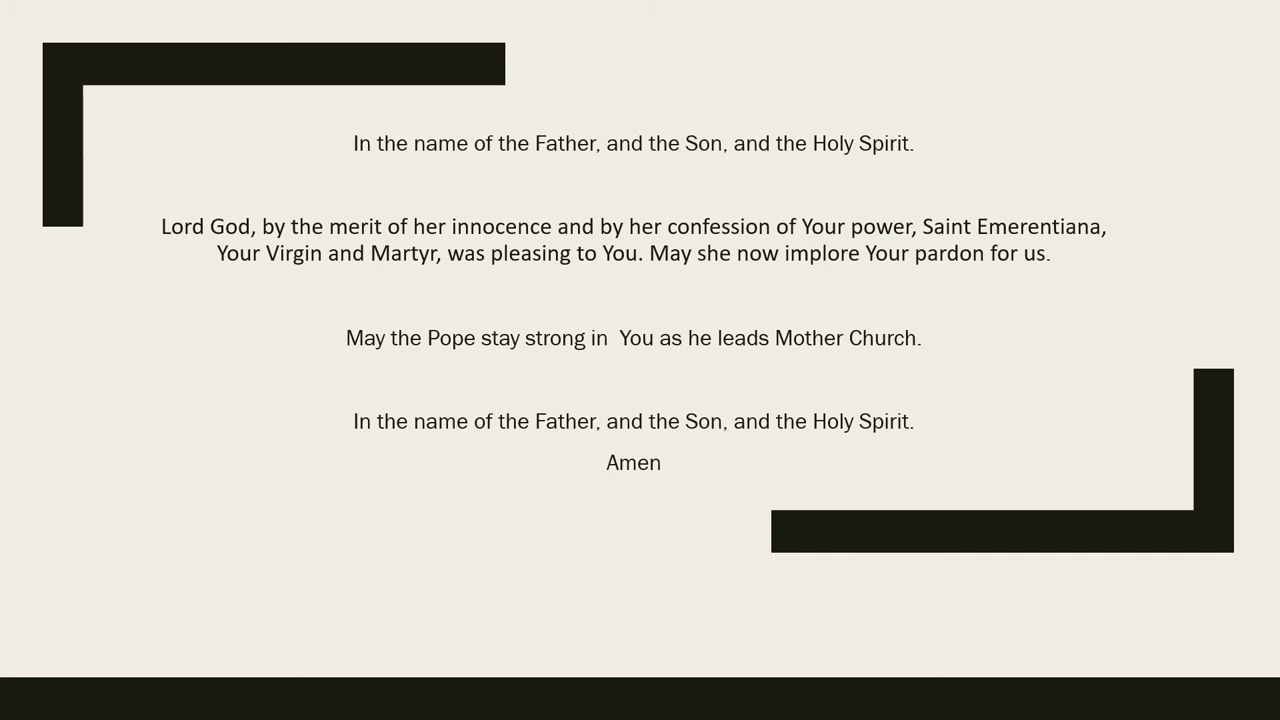 In the name of the Father, and the Son, and the Holy Spirit.
Lord God, by the merit of her innocence and by her confession of Your power, Saint Emerentiana,
Your Virgin and Martyr, was pleasing to You. May she now implore Your pardon for us.
May the Pope stay strong in  You as he leads Mother Church.
In the name of the Father, and the Son, and the Holy Spirit.
Amen